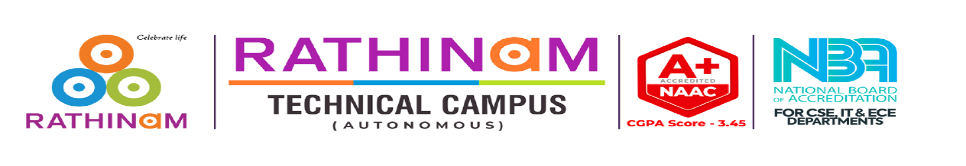 Celebrate life
RATHINAM
RATHINAM
TECHNICAL CAMPUS
(AUTONOMOUS)
A+
ACCREDITED
NAAC
CGPA Score - 3.45
NBA
NATIONAL BOARD
OF ACCREDITATION
FOR CSE, IT & ECE
DEPARTMENTS